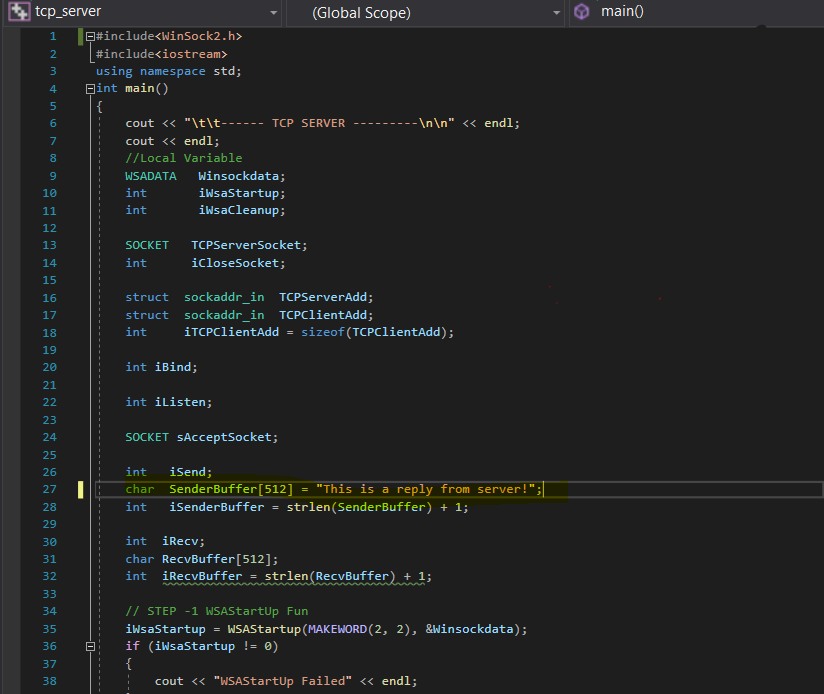 tcp_server (Global Scope) main()
1 #include<WinSock2.h>
2 #include<iostream>
3 using namespace std;
4 int main()
5 {
6 cout << "\t\t------ TCP SERVER ---------\n\n" << endl;
7 cout << endl;
8 //Local Variable
9 WSADATA Winsockdata;
10 int iWsaStartup;
11 int iWsaCleanup;
12
13 SOCKET TCPServerSocket;
14 int iCloseSocket;
15
16 struct sockaddr_in TCPServerAdd;
17 struct sockaddr_in TCPClientAdd;
18 int iTCPClientAdd = sizeof(TCPClientAdd);
19
20 int iBind;
21
22 int iListen;
23
24 SOCKET sAcceptSocket;
25
26 int iSend;
27 char SenderBuffer[512] = "This is a reply from server!";
28 int iSenderBuffer = strlen(SenderBuffer) + 1;
29
30 int iRecv;
31 char RecvBuffer[512];
32 int iRecvBuffer = strlen(RecvBuffer) + 1;
33
34 // STEP -1 WSAStartUp Fun
35 iWsaStartup = WSAStartup(MAKEWORD(2, 2), &Winsockdata);
36 if (iWsaStartup != 0)
37 {
38 cout << "WSAStartUp Failed" << endl;